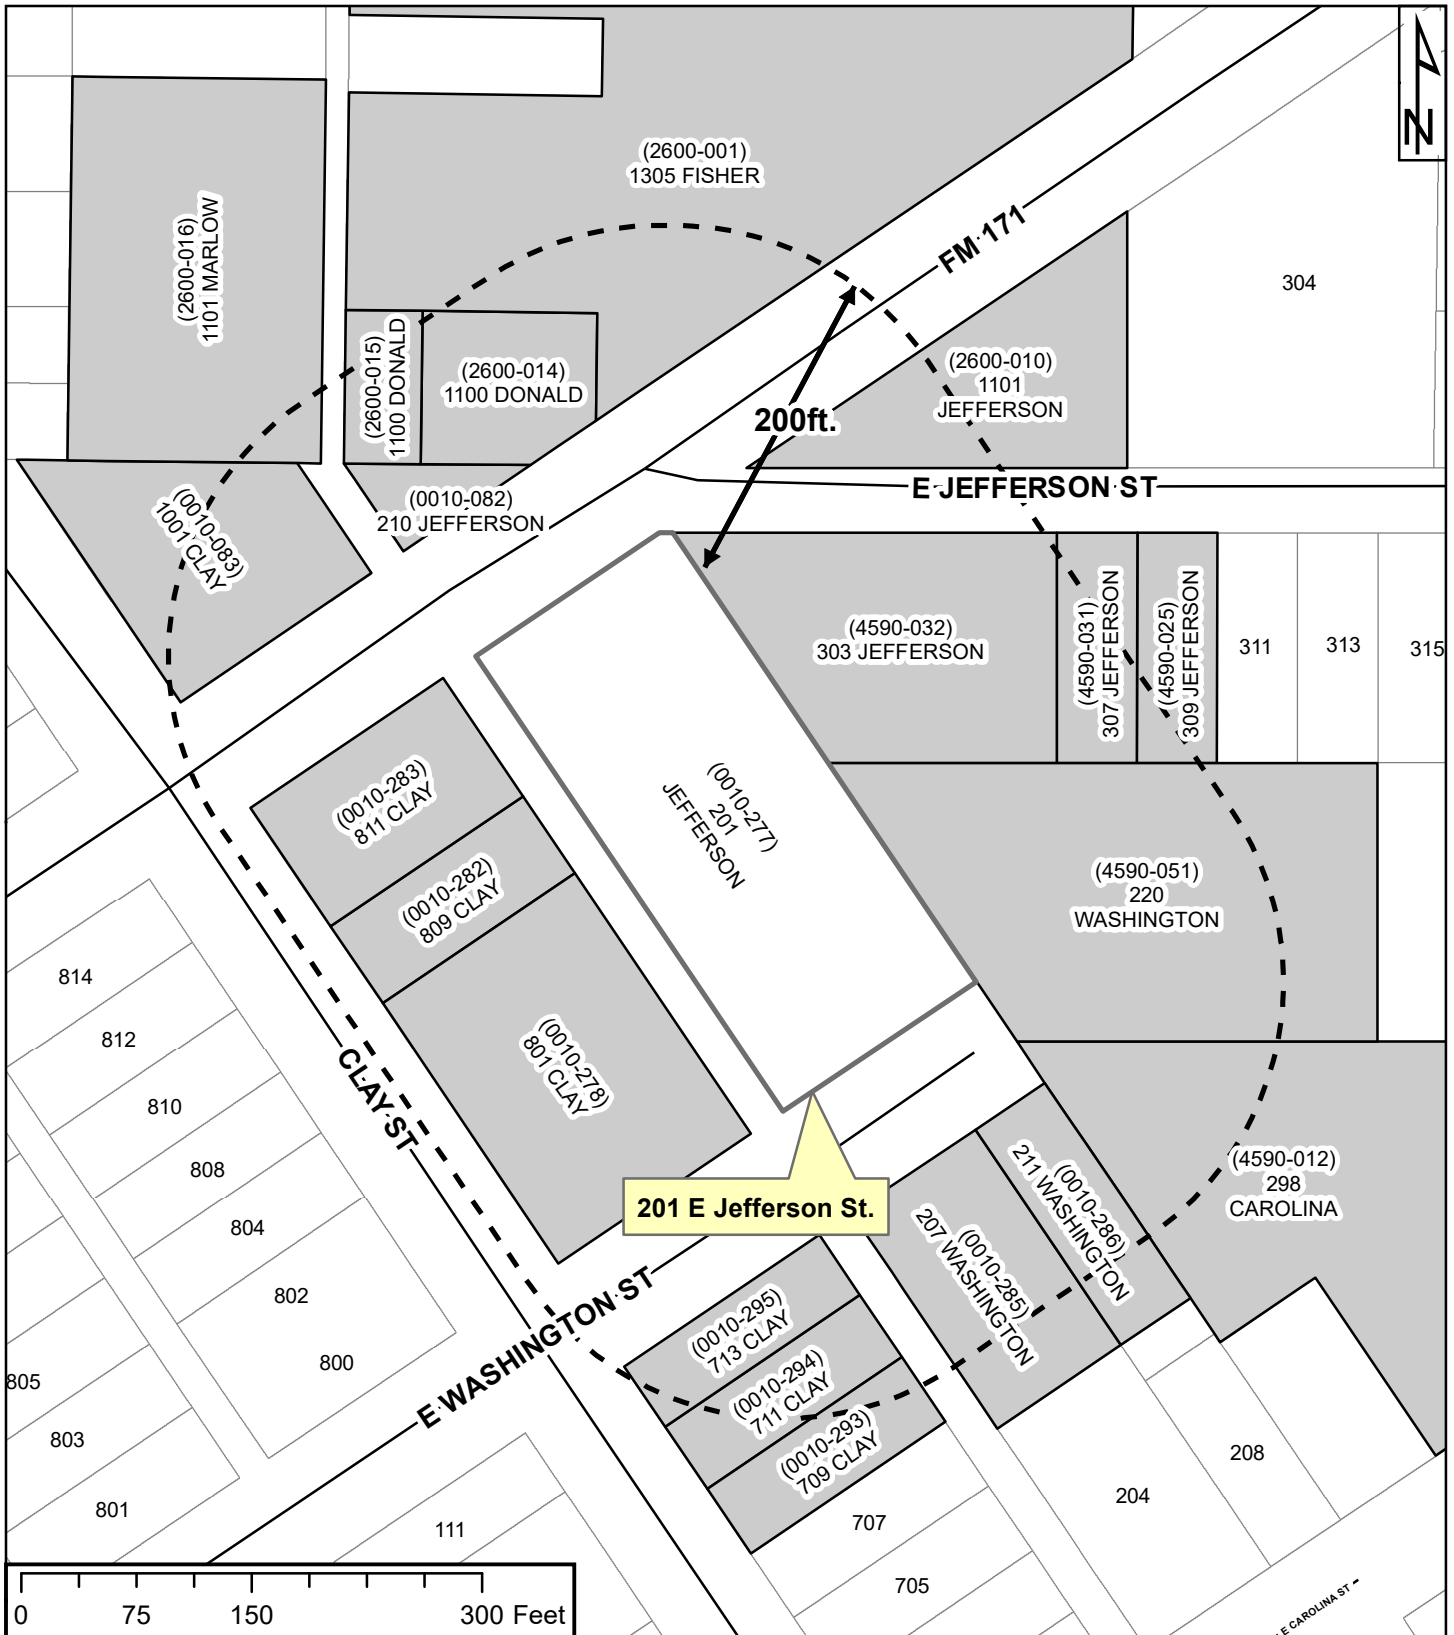 N
(2600-001)
1305 FISHER
FM 171
304
(2600-016)
1101 MARLOW
(2600-015)
1100 DONALD
(2600-014)
1100 DONALD
(2600-010)
1101
JEFFERSON
200ft.
E JEFFERSON ST
(0010-082)
210 JEFFERSON
(0010-083)
1001 CLAY
(4590-032)
303 JEFFERSON
(4590-031)
307 JEFFERSON
(4590-025)
309 JEFFERSON
311
313
315
(0010-283)
811 CLAY
(0010-277)
201
JEFFERSON
(0010-282)
809 CLAY
(4590-051)
220
WASHINGTON
814
812
810
808
804
802
800
CLAY ST
(0010-278)
801 CLAY
201 E Jefferson St.
(4590-012)
298
CAROLINA
(0010-286)
211 WASHINGTON
(0010-285)
207 WASHINGTON
E WASHINGTON ST
(0010-295)
713 CLAY
(0010-294)
711 CLAY
(0010-293)
709 CLAY
805
803
801
111
707
705
204
208
E CAROLINA ST
0 75 150 300 Feet